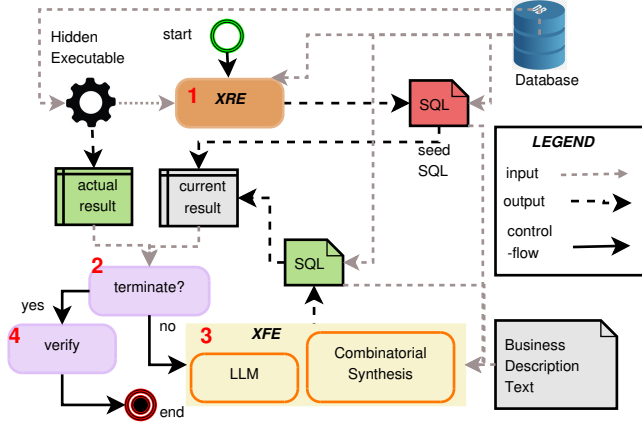 Hidden
Executable
start
DB
Database
1
XRE
SQL
seed
SQL
LEGEND
input
output
control
-flow
actual
result
current
result
2
terminate?
SQL
yes
no
4
verify
3
XFE
LLM
Combinatorial
Synthesis
Business
Description
Text
end